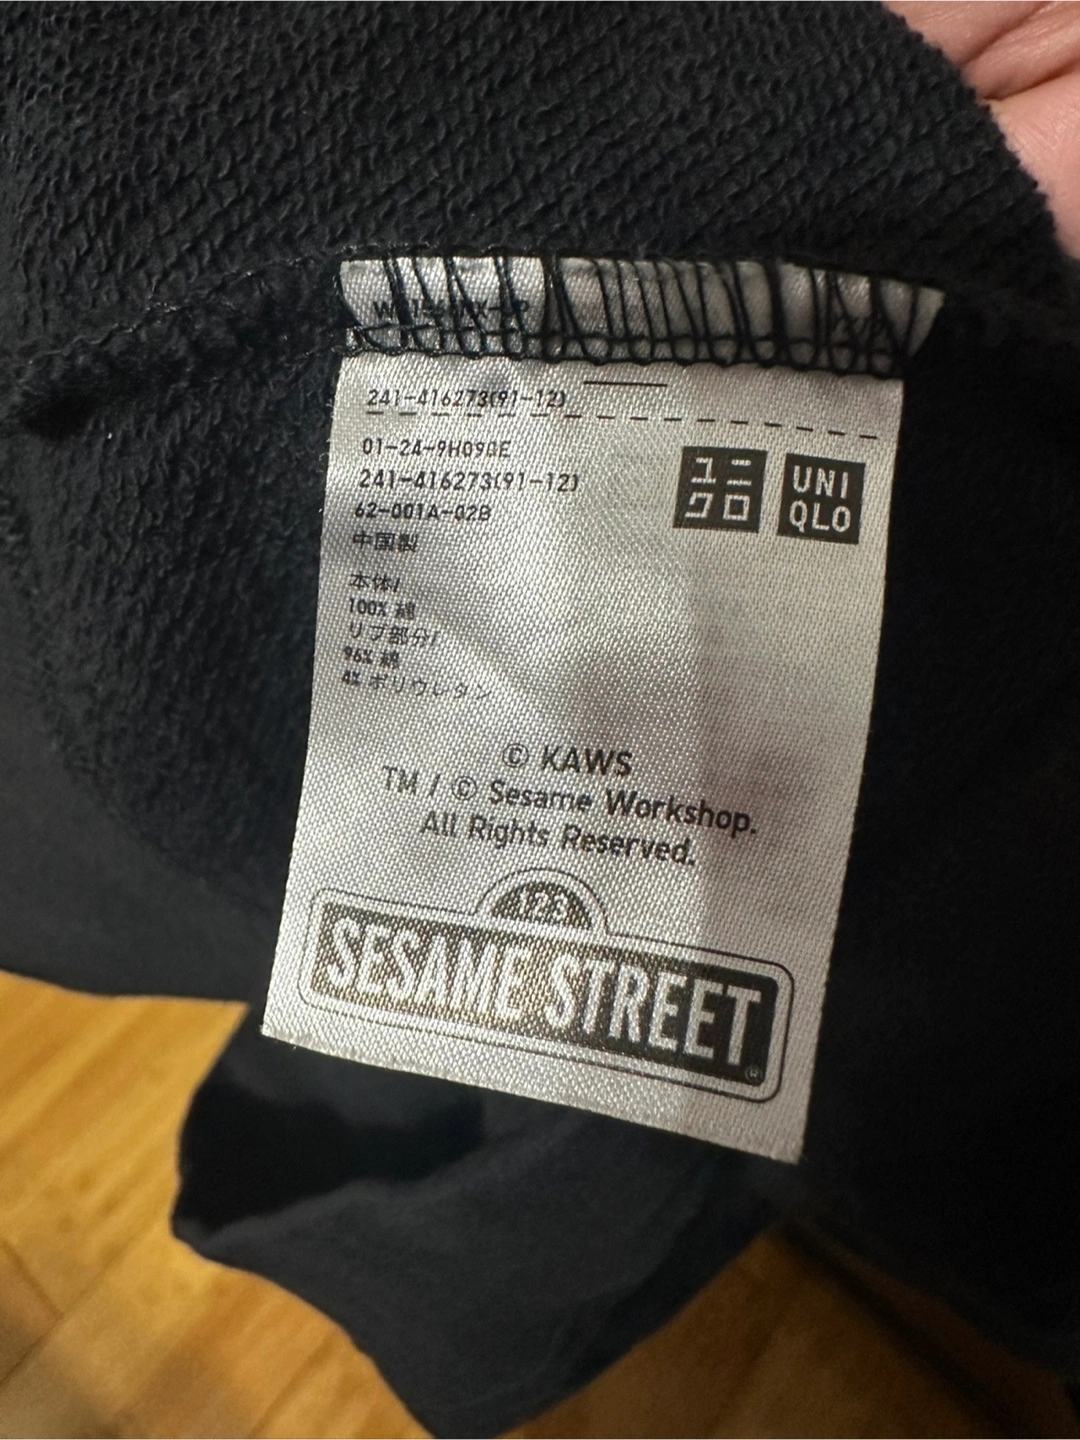 241-416273(91-12)
01-24-9H090E
241-416273(91-12)
62-001A-02B
中国製
本体/
100% 綿
リブ部分/
96% 綿
4% ポリウレタン
ユニ
クロ
UNI
QLO
© KAWS
TM / © Sesame Workshop.
All Rights Reserved.
123
SESAME STREET®